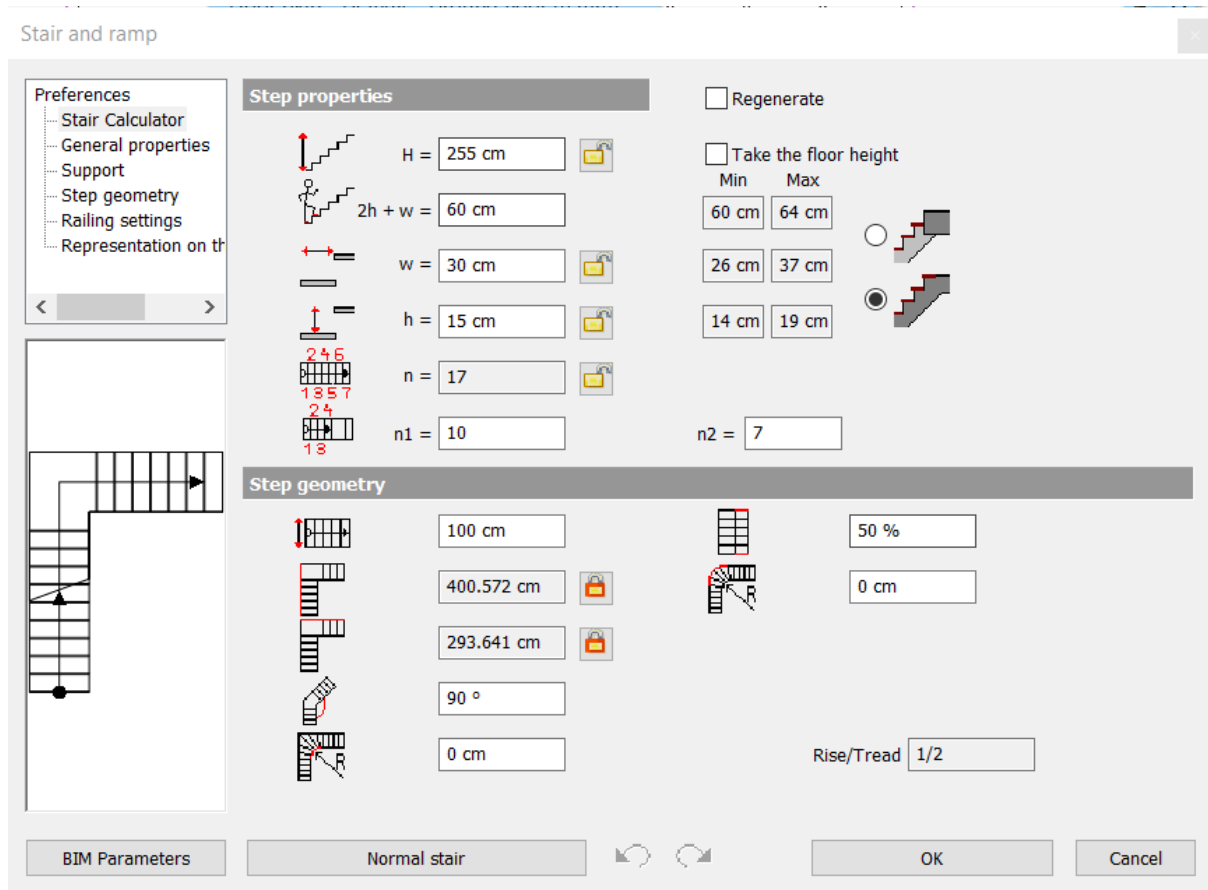 Stair and ramp
Preferences
Stair Calculator
General properties
Support
Step geometry
Railing settings
Representation on th
Step properties
Regenerate
H = 255 cm
Take the floor height
Min Max
2h + w = 60 cm
60 cm 64 cm
w = 30 cm
26 cm 37 cm
h = 15 cm
14 cm 19 cm
2 4 6
1 3 5 7
n = 17
2 4
1 3
n1 = 10
n2 = 7
Step geometry
100 cm
50 %
400.572 cm
R
0 cm
293.641 cm
90 º
R
0 cm
Rise/Tread 1/2
BIM Parameters
Normal stair
OK
Cancel